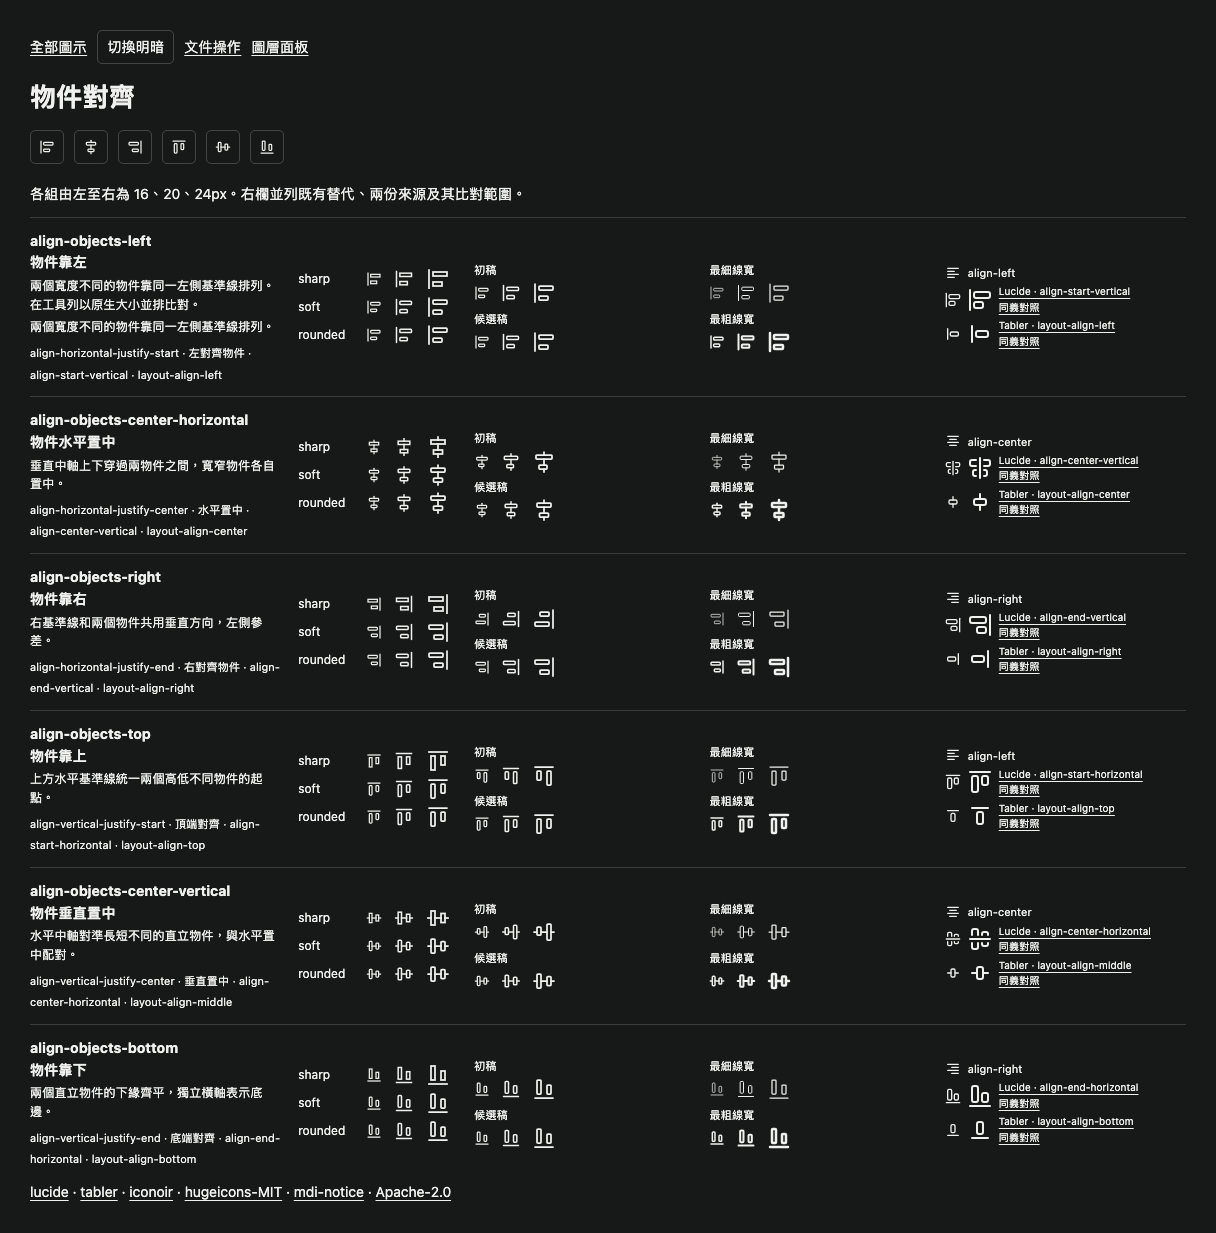 全部圖示 切換明暗 文件操作 圖層面板
物件對齊
各組由左至右為 16、20、24px。右欄並列既有替代、兩份來源及其比對範圍。
align-objects-left
物件靠左
兩個寬度不同的物件靠同一左側基準線排列。
在工具列以原生大小並排比對。
兩個寬度不同的物件靠同一左側基準線排列。
align-horizontal-justify-start · 左對齊物件 ·
align-start-vertical · layout-align-left
sharp
soft
rounded
初稿
候選稿
最細線寬
最粗線寬
align-left
Lucide · align-start-vertical
同義對照
Tabler · layout-align-left
同義對照
align-objects-center-horizontal
物件水平置中
垂直中軸上下穿過兩物件之間，寬窄物件各自
置中。
align-horizontal-justify-center · 水平置中 ·
align-center-vertical · layout-align-center
sharp
soft
rounded
初稿
候選稿
最細線寬
最粗線寬
align-center
Lucide · align-center-vertical
同義對照
Tabler · layout-align-center
同義對照
align-objects-right
物件靠右
右基準線和兩個物件共用垂直方向，左側參
差。
align-horizontal-justify-end · 右對齊物件 · align-
end-vertical · layout-align-right
sharp
soft
rounded
初稿
候選稿
最細線寬
最粗線寬
align-right
Lucide · align-end-vertical
同義對照
Tabler · layout-align-right
同義對照
align-objects-top
物件靠上
上方水平基準線統一兩個高低不同物件的起
點。
align-vertical-justify-start · 頂端對齊 · align-
start-horizontal · layout-align-top
sharp
soft
rounded
初稿
候選稿
最細線寬
最粗線寬
align-left
Lucide · align-start-horizontal
同義對照
Tabler · layout-align-top
同義對照
align-objects-center-vertical
物件垂直置中
水平中軸對準長短不同的直立物件，與水平置
中配對。
align-vertical-justify-center · 垂直置中 · align-
center-horizontal · layout-align-middle
sharp
soft
rounded
初稿
候選稿
最細線寬
最粗線寬
align-center
Lucide · align-center-horizontal
同義對照
Tabler · layout-align-middle
同義對照
align-objects-bottom
物件靠下
兩個直立物件的下緣齊平，獨立橫軸表示底
邊。
align-vertical-justify-end · 底端對齊 · align-end-
horizontal · layout-align-bottom
sharp
soft
rounded
初稿
候選稿
最細線寬
最粗線寬
align-right
Lucide · align-end-horizontal
同義對照
Tabler · layout-align-bottom
同義對照
lucide · tabler · iconoir · hugeicons-MIT · mdi-notice · Apache-2.0